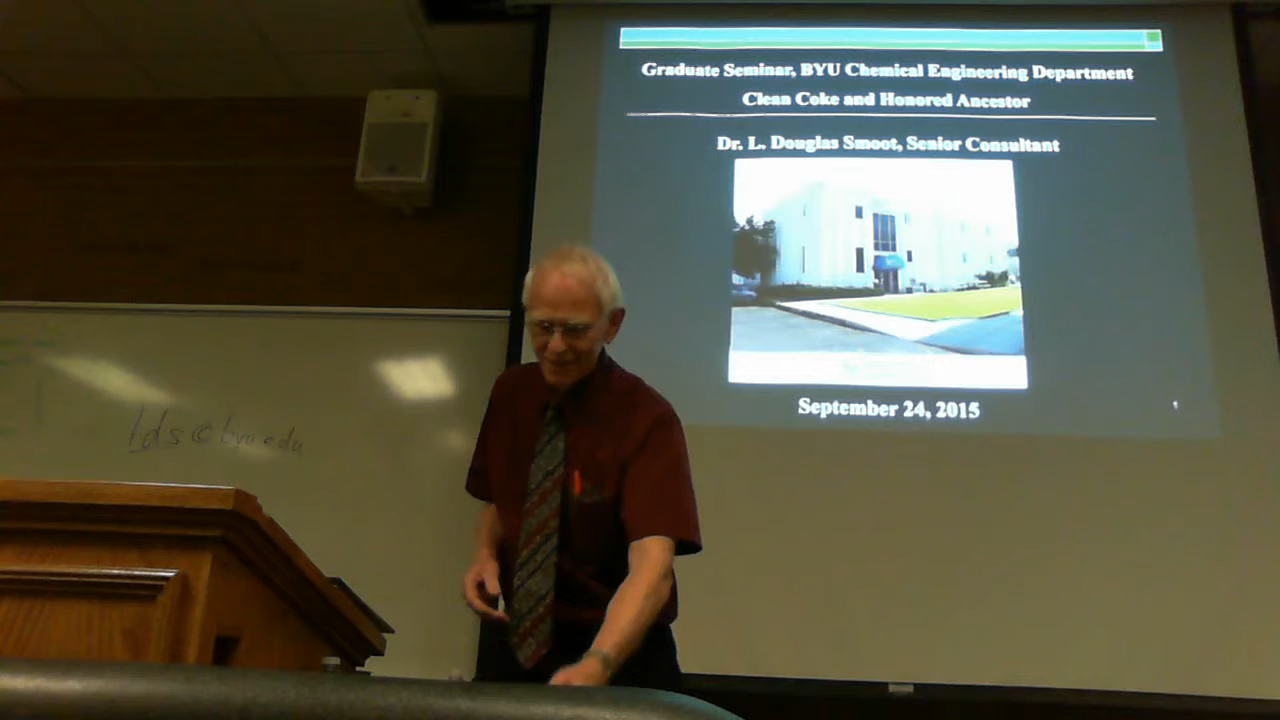 Graduate Seminar, BYU Chemical Engineering Department
Clean Coke and Honored Ancestor
Dr. L. Douglas Smoot, Senior Consultant
September 24, 2015
lds@byu.edu